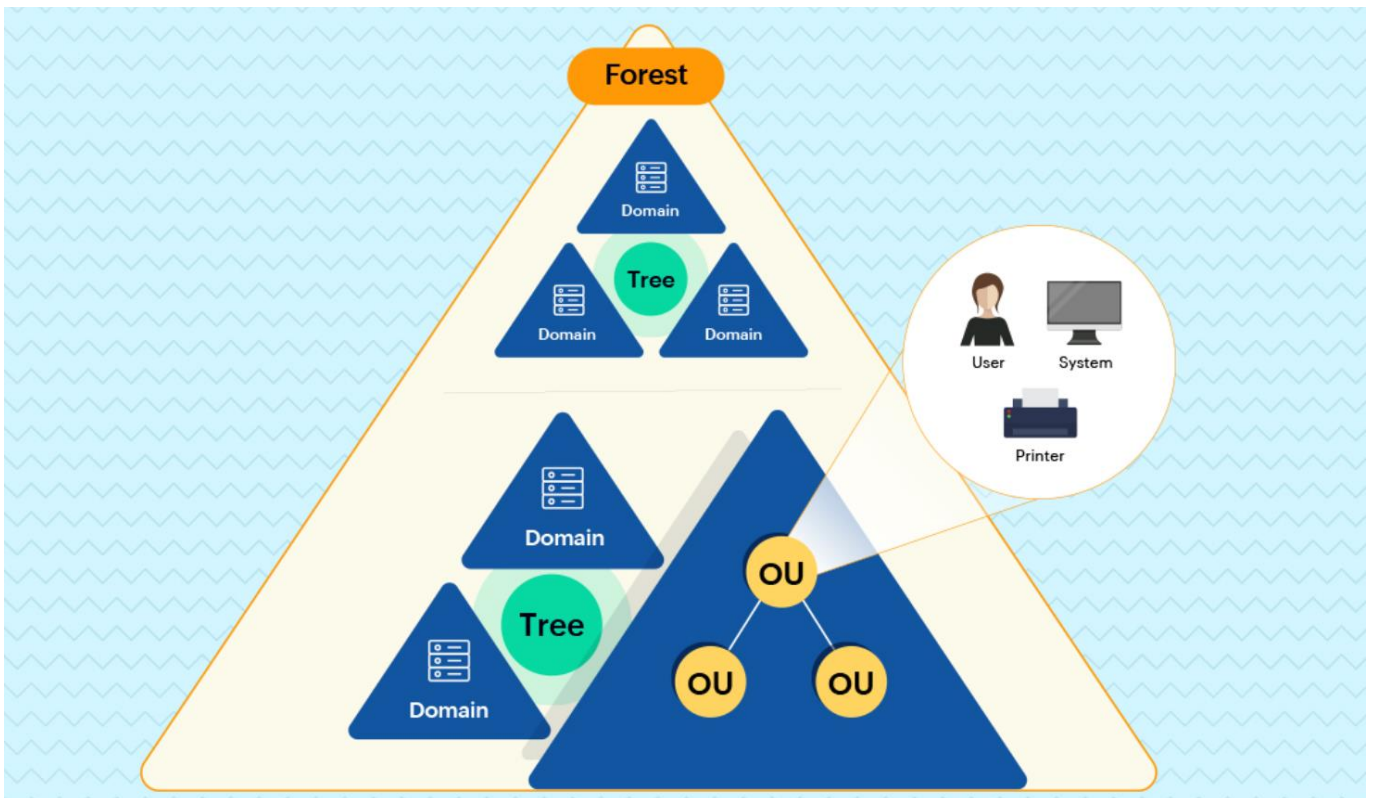 Forest
Domain
Tree
Domain
Domain
User
System
Printer
Domain
OU
Tree
OU
OU
Domain